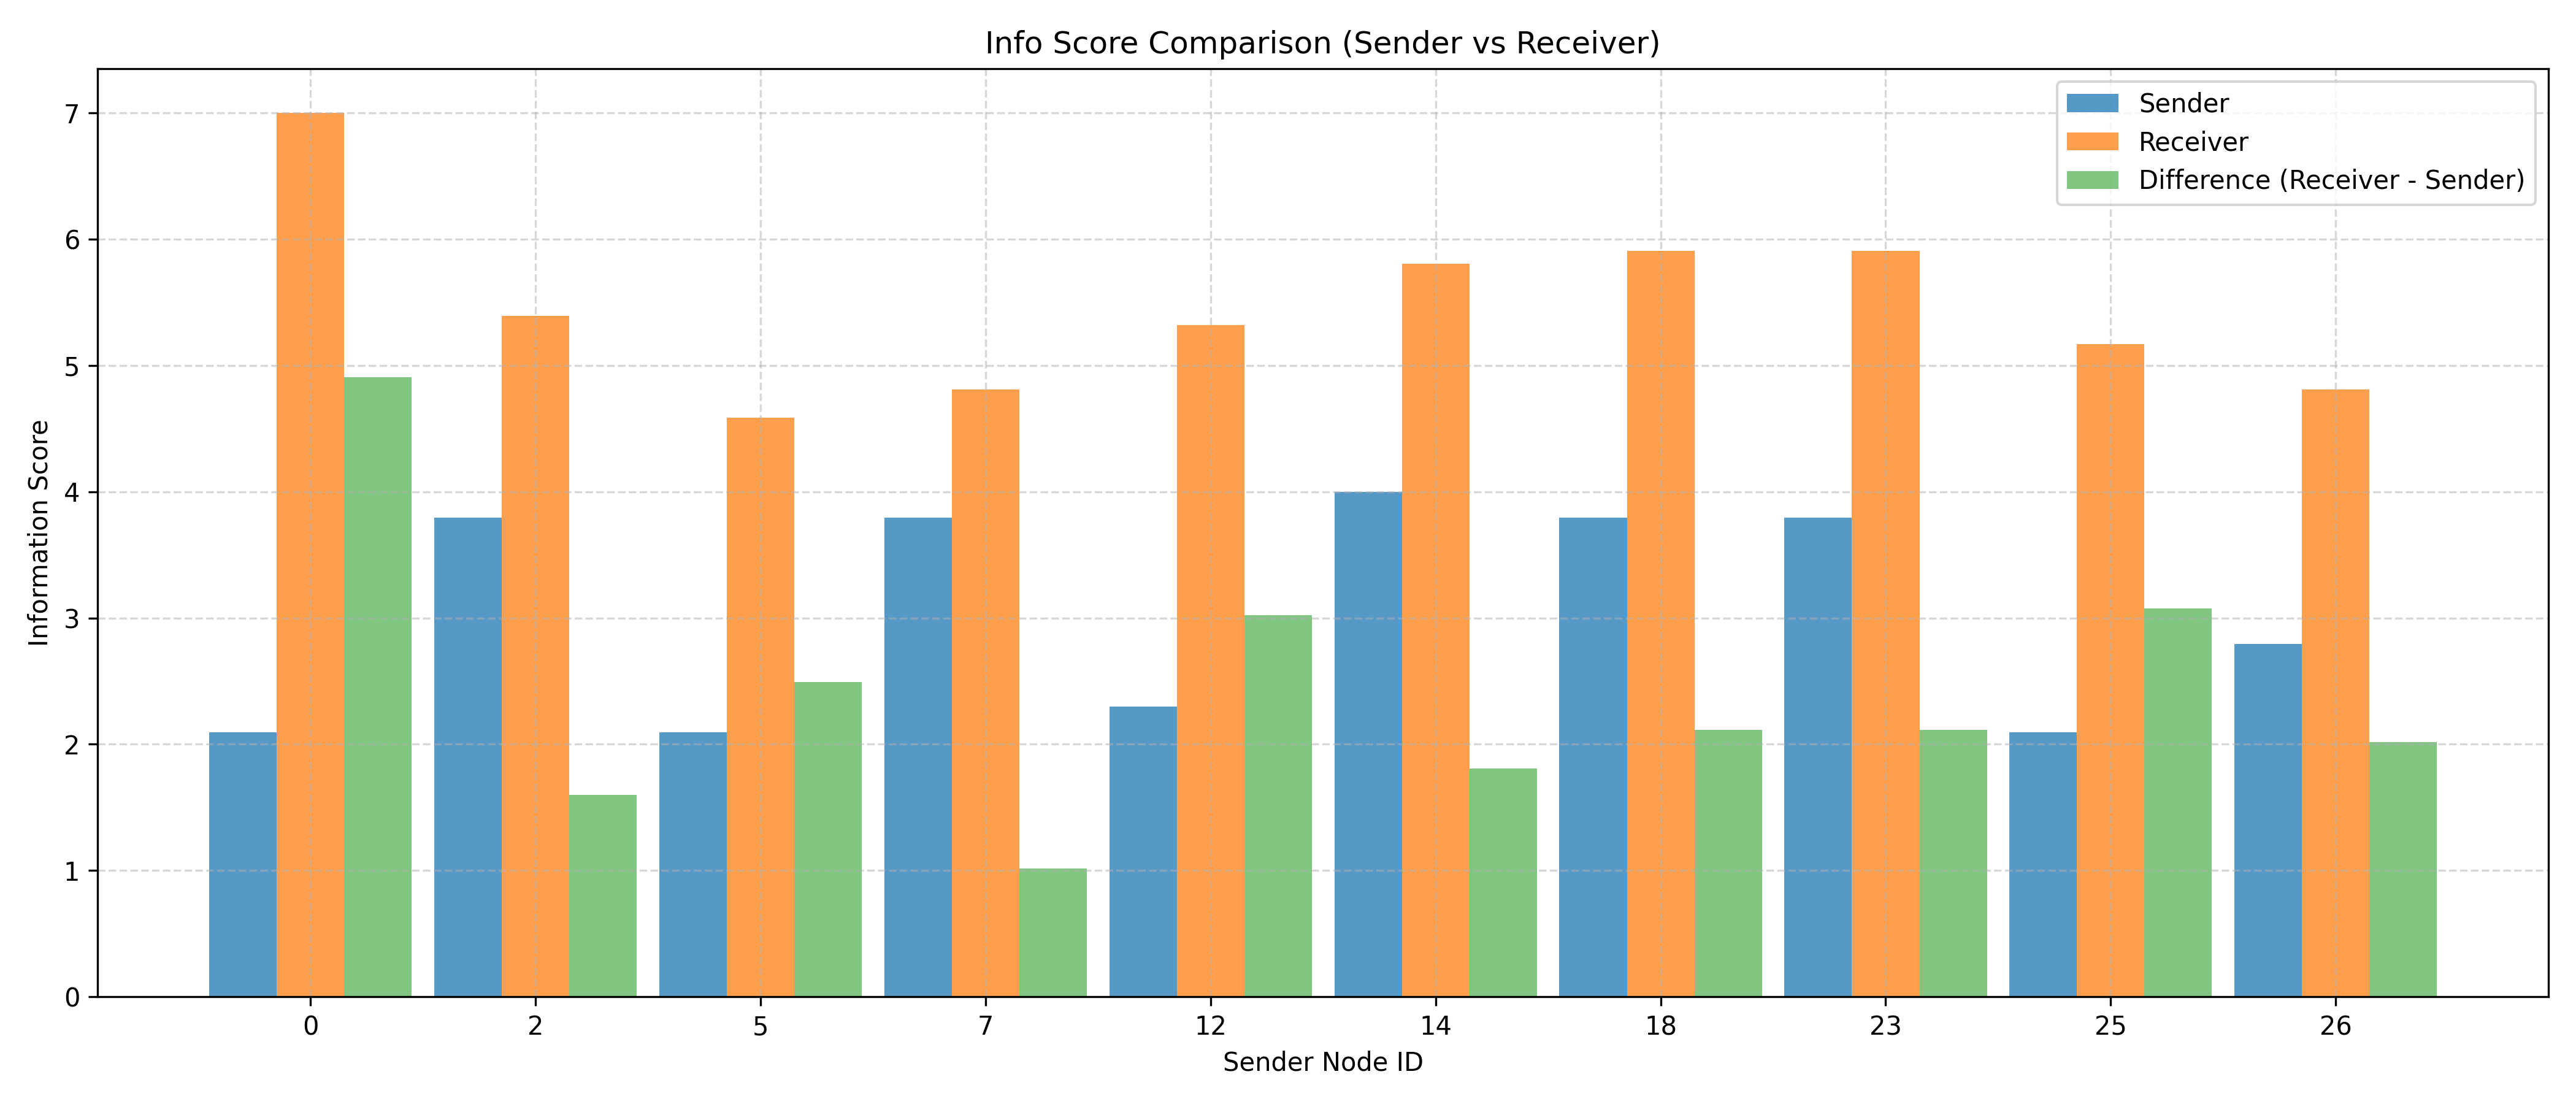 Info Score Comparison (Sender vs Receiver)
Sender
Receiver
Difference (Receiver - Sender)
7
6
5
4
3
2
1
0
Information Score
0 2 5 7 12 14 18 23 25 26
Sender Node ID